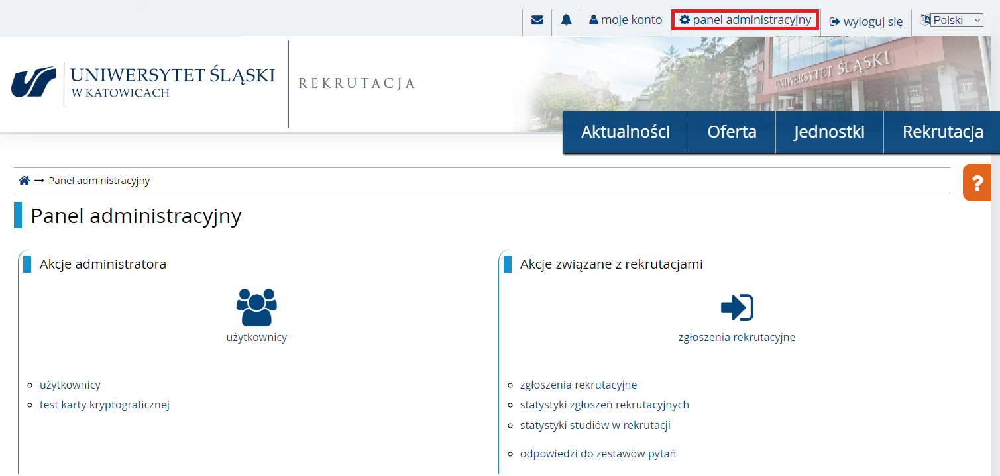 moje konto panel administracyjny wyloguj się Polski
UNIWERSYTET ŚLĄSKI
W KATOWICACH
REKRUTACJA
UNIWERSYTET ŚLĄSKI
Aktualności Oferta Jednostki Rekrutacja
Panel administracyjny
?
Panel administracyjny
Akcje administratora
użytkownicy
użytkownicy
test karty kryptograficznej
Akcje związane z rekrutacjami
zgłoszenia rekrutacyjne
zgłoszenia rekrutacyjne
statystyki zgłoszeń rekrutacyjnych
statystyki studiów w rekrutacji
odpowiedzi do zestawów pytań